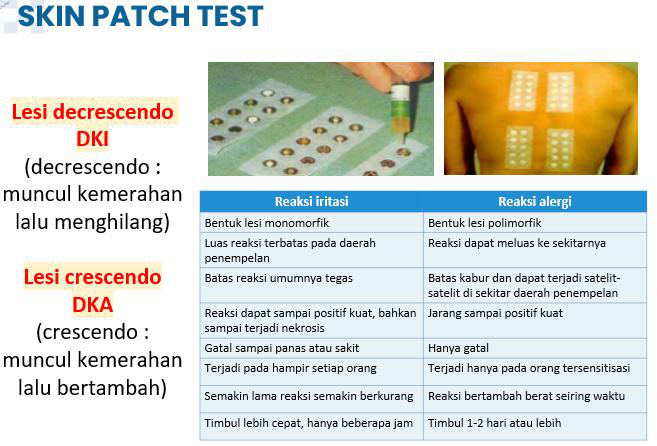 SKIN PATCH TEST
Lesi decrescendo
DKI
(decrescendo :
muncul kemerahan
lalu menghilang)
Lesi crescendo
DKA
(crescendo :
muncul kemerahan
lalu bertambah)
Reaksi iritasi
Reaksi alergi
Bentuk lesi monomorfik
Bentuk lesi polimorfik
Luas reaksi terbatas pada daerah
penempelan
Reaksi dapat meluas ke sekitarnya
Batas reaksi umumnya tegas
Batas kabur dan dapat terjadi satelit-
satelit di sekitar daerah penempelan
Reaksi dapat sampai positif kuat, bahkan
sampai terjadi nekrosis
Jarang sampai positif kuat
Gatal sampai panas atau sakit
Hanya gatal
Terjadi pada hampir setiap orang
Terjadi hanya pada orang tersensitisasi
Semakin lama reaksi semakin berkurang
Reaksi bertambah berat seiring waktu
Timbul lebih cepat, hanya beberapa jam
Timbul 1-2 hari atau lebih